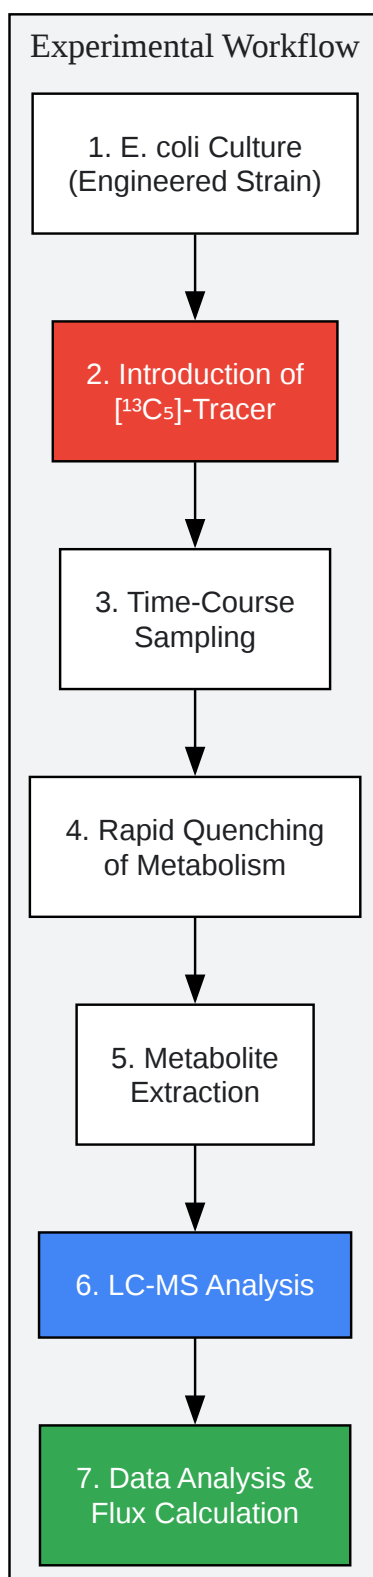 Experimental Workflow
1. E. coli Culture
(Engineered Strain)
2. Introduction of
[¹³C₅]-Tracer
3. Time-Course
Sampling
4. Rapid Quenching
of Metabolism
5. Metabolite
Extraction
6. LC-MS Analysis
7. Data Analysis &
Flux Calculation